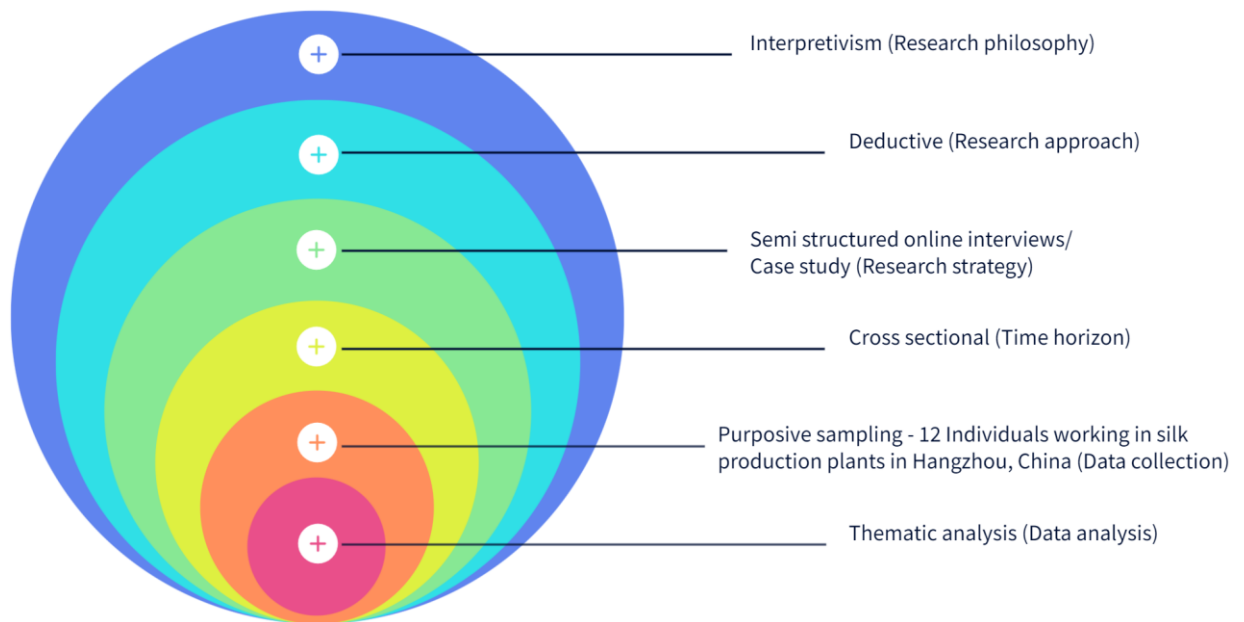 Interpretivism (Research philosophy)
Deductive (Research approach)
Semi structured online interviews/
Case study (Research strategy)
Cross sectional (Time horizon)
Purposive sampling - 12 Individuals working in silk
production plants in Hangzhou, China (Data collection)
Thematic analysis (Data analysis)